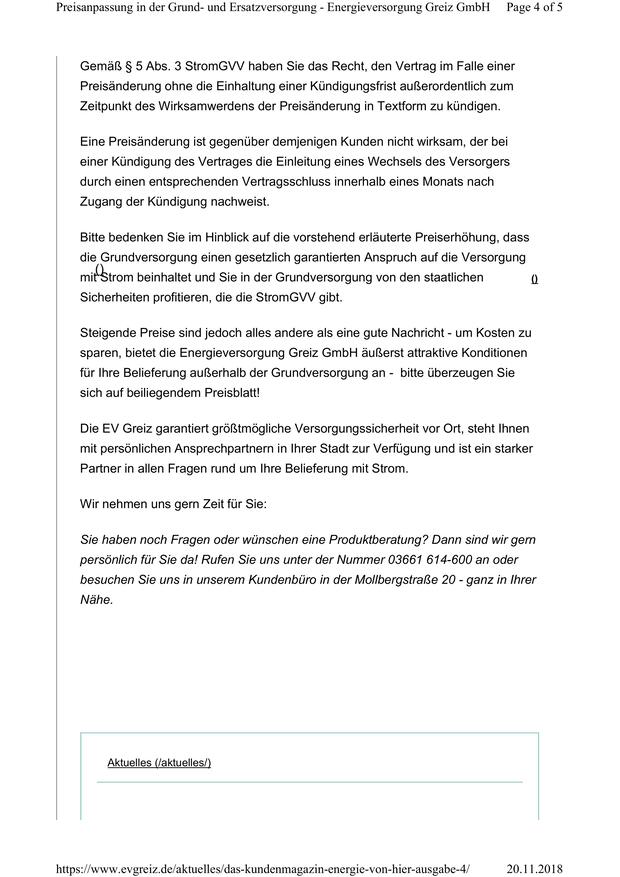 Preisanpassung in der Grund- und Ersatzversorgung - Energieversorgung Greiz GmbH Page 4 of 5
Gemäß § 5 Abs. 3 StromGVV haben Sie das Recht, den Vertrag im Falle einer
Preisänderung ohne die Einhaltung einer Kündigungsfrist außerordentlich zum
Zeitpunkt des Wirksamwerdens der Preisänderung in Textform zu kündigen.
Eine Preisänderung ist gegenüber demjenigen Kunden nicht wirksam, der bei
einer Kündigung des Vertrages die Einleitung eines Wechsels des Versorgers
durch einen entsprechenden Vertragsschluss innerhalb eines Monats nach
Zugang der Kündigung nachweist.
Bitte bedenken Sie im Hinblick auf die vorstehend erläuterte Preiserhöhung, dass
die Grundversorgung einen gesetzlich garantierten Anspruch auf die Versorgung
()
mit Strom beinhaltet und Sie in der Grundversorgung von den staatlichen ()
Sicherheiten profitieren, die die StromGVV gibt.
Steigende Preise sind jedoch alles andere als eine gute Nachricht - um Kosten zu
sparen, bietet die Energieversorgung Greiz GmbH äußerst attraktive Konditionen
für Ihre Belieferung außerhalb der Grundversorgung an - bitte überzeugen Sie
sich auf beiliegendem Preisblatt!
Die EV Greiz garantiert größtmögliche Versorgungssicherheit vor Ort, steht Ihnen
mit persönlichen Ansprechpartnern in Ihrer Stadt zur Verfügung und ist ein starker
Partner in allen Fragen rund um Ihre Belieferung mit Strom.
Wir nehmen uns gern Zeit für Sie:
Sie haben noch Fragen oder wünschen eine Produktberatung? Dann sind wir gern
persönlich für Sie da! Rufen Sie uns unter der Nummer 03661 614-600 an oder
besuchen Sie uns in unserem Kundenbüro in der Mollbergstraße 20 - ganz in Ihrer
Nähe.
Aktuelles (/aktuelles/)
https://www.evgreiz.de/aktuelles/das-kundenmagazin-energie-von-hier-ausgabe-4/ 20.11.2018